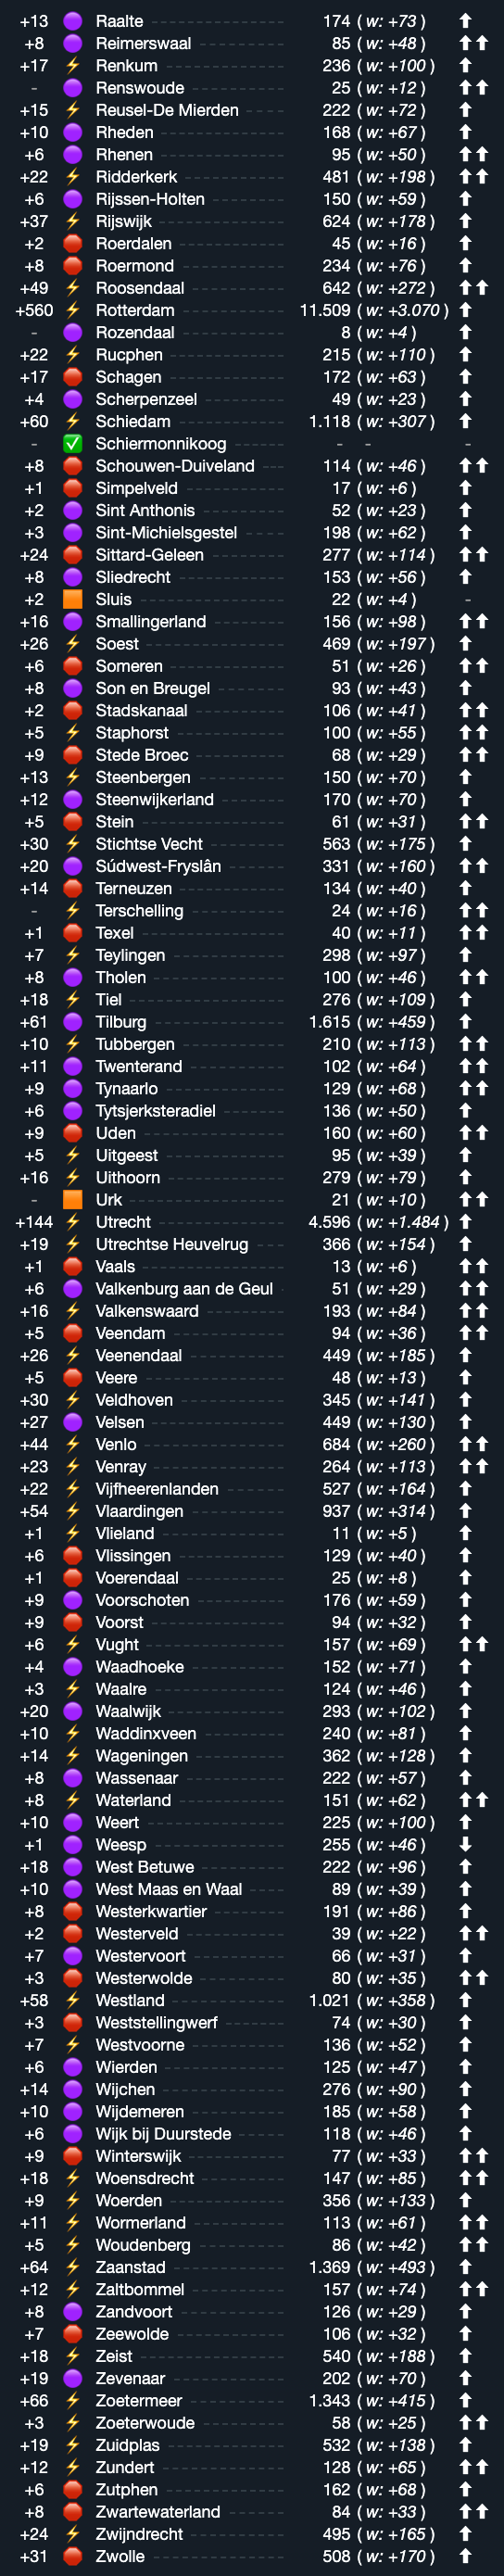 +13 Raalte 174 ( w: +73 )
+8 Reimerswaal 85 ( w: +48 )
+17 Renkum 236 ( w: +100 )
- Renswoude 25 ( w: +12 )
+15 Reusel-De Mierden 222 ( w: +72 )
+10 Rheden 168 ( w: +67 )
+6 Rhenen 95 ( w: +50 )
+22 Ridderkerk 481 ( w: +198 )
+6 Rijssen-Holten 150 ( w: +59 )
+37 Rijswijk 624 ( w: +178 )
+2 Roerdalen 45 ( w: +16 )
+8 Roermond 234 ( w: +76 )
+49 Roosendaal 642 ( w: +272 )
+560 Rotterdam 11.509 ( w: +3.070 )
- Rozendaal 8 ( w: +4 )
+22 Rucphen 215 ( w: +110 )
+17 Schagen 172 ( w: +63 )
+4 Scherpenzeel 49 ( w: +23 )
+60 Schiedam 1.118 ( w: +307 )
- Schiermonnikoog - - -
+8 Schouwen-Duiveland 114 ( w: +46 )
+1 Simpelveld 17 ( w: +6 )
+2 Sint Anthonis 52 ( w: +23 )
+3 Sint-Michielsgestel 198 ( w: +62 )
+24 Sittard-Geleen 277 ( w: +114 )
+8 Sliedrecht 153 ( w: +56 )
+2 Sluis 22 ( w: +4 ) -
+16 Smallingerland 156 ( w: +98 )
+26 Soest 469 ( w: +197 )
+6 Someren 51 ( w: +26 )
+8 Son en Breugel 93 ( w: +43 )
+2 Stadskanaal 106 ( w: +41 )
+5 Staphorst 100 ( w: +55 )
+9 Stede Broec 68 ( w: +29 )
+13 Steenbergen 150 ( w: +70 )
+12 Steenwijkerland 170 ( w: +70 )
+5 Stein 61 ( w: +31 )
+30 Stichtse Vecht 563 ( w: +175 )
+20 Súdwest-Fryslân 331 ( w: +160 )
+14 Terneuzen 134 ( w: +40 )
- Terschelling 24 ( w: +16 )
+1 Texel 40 ( w: +11 )
+7 Teylingen 298 ( w: +97 )
+8 Tholen 100 ( w: +46 )
+18 Tiel 276 ( w: +109 )
+61 Tilburg 1.615 ( w: +459 )
+10 Tubbergen 210 ( w: +113 )
+11 Twenterand 102 ( w: +64 )
+9 Tynaarlo 129 ( w: +68 )
+6 Tytsjerksteradiel 136 ( w: +50 )
+9 Uden 160 ( w: +60 )
+5 Uitgeest 95 ( w: +39 )
+16 Uithoorn 279 ( w: +79 )
- Urk 21 ( w: +10 )
+144 Utrecht 4.596 ( w: +1.484 )
+19 Utrechtse Heuvelrug 366 ( w: +154 )
+1 Vaals 13 ( w: +6 )
+6 Valkenburg aan de Geul 51 ( w: +29 )
+16 Valkenswaard 193 ( w: +84 )
+5 Veendam 94 ( w: +36 )
+26 Veenendaal 449 ( w: +185 )
+5 Veere 48 ( w: +13 )
+30 Veldhoven 345 ( w: +141 )
+27 Velsen 449 ( w: +130 )
+44 Venlo 684 ( w: +260 )
+23 Venray 264 ( w: +113 )
+22 Vijfheerenlanden 527 ( w: +164 )
+54 Vlaardingen 937 ( w: +314 )
+1 Vlieland 11 ( w: +5 )
+6 Vlissingen 129 ( w: +40 )
+1 Voerendaal 25 ( w: +8 )
+9 Voorschoten 176 ( w: +59 )
+9 Voorst 94 ( w: +32 )
+6 Vught 157 ( w: +69 )
+4 Waadhoeke 152 ( w: +71 )
+3 Waalre 124 ( w: +46 )
+20 Waalwijk 293 ( w: +102 )
+10 Waddinxveen 240 ( w: +81 )
+14 Wageningen 362 ( w: +128 )
+8 Wassenaar 222 ( w: +57 )
+8 Waterland 151 ( w: +62 )
+10 Weert 225 ( w: +100 )
+1 Weesp 255 ( w: +46 )
+18 West Betuwe 222 ( w: +96 )
+10 West Maas en Waal 89 ( w: +39 )
+8 Westerkwartier 191 ( w: +86 )
+2 Westerveld 39 ( w: +22 )
+7 Westervoort 66 ( w: +31 )
+3 Westerwolde 80 ( w: +35 )
+58 Westland 1.021 ( w: +358 )
+3 Weststellingwerf 74 ( w: +30 )
+7 Westvoorne 136 ( w: +52 )
+6 Wierden 125 ( w: +47 )
+14 Wijchen 276 ( w: +90 )
+10 Wijdemeren 185 ( w: +58 )
+6 Wijk bij Duurstede 118 ( w: +46 )
+9 Winterswijk 77 ( w: +33 )
+18 Woensdrecht 147 ( w: +85 )
+9 Woerden 356 ( w: +133 )
+11 Wormerland 113 ( w: +61 )
+5 Woudenberg 86 ( w: +42 )
+64 Zaanstad 1.369 ( w: +493 )
+12 Zaltbommel 157 ( w: +74 )
+8 Zandvoort 126 ( w: +29 )
+7 Zeewolde 106 ( w: +32 )
+18 Zeist 540 ( w: +188 )
+19 Zevenaar 202 ( w: +70 )
+66 Zoetermeer 1.343 ( w: +415 )
+3 Zoeterwoude 58 ( w: +25 )
+19 Zuidplas 532 ( w: +138 )
+12 Zundert 128 ( w: +65 )
+6 Zutphen 162 ( w: +68 )
+8 Zwartewaterland 84 ( w: +33 )
+24 Zwijndrecht 495 ( w: +165 )
+31 Zwolle 508 ( w: +170 )